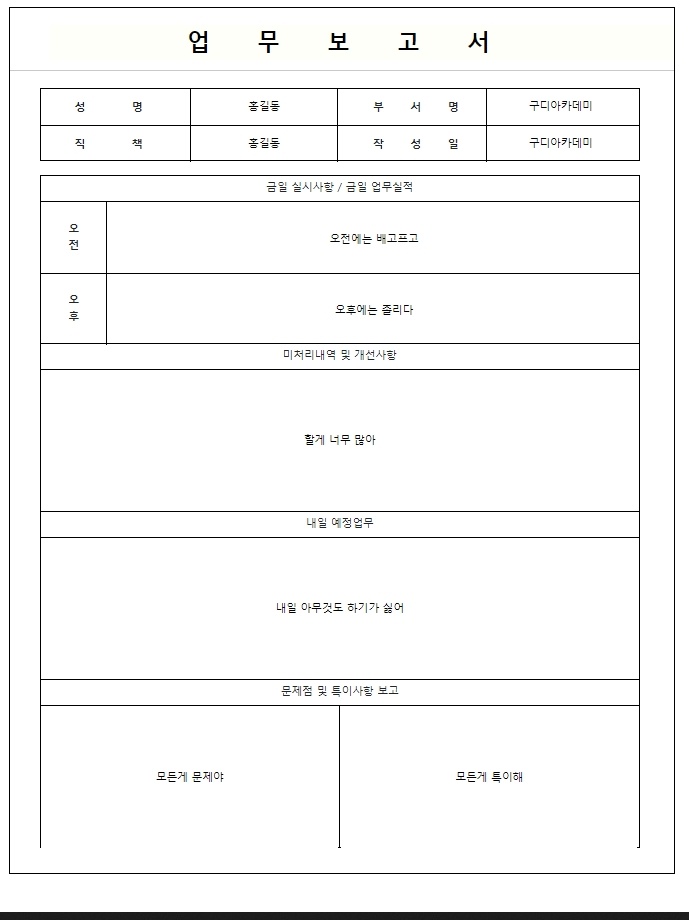 업 무 보 고 서
성 명 홍길동 부 서 명 구디아카데미
직 책 홍길동 작 성 일 구디아카데미
금일 실시사항 / 금일 업무실적
오
전
오전에는 배고프고
오
후
오후에는 졸리다
미처리내역 및 개선사항
할게 너무 많아
내일 예정업무
내일 아무것도 하기가 싫어
문제점 및 특이사항 보고
모든게 문제야 모든게 특이해